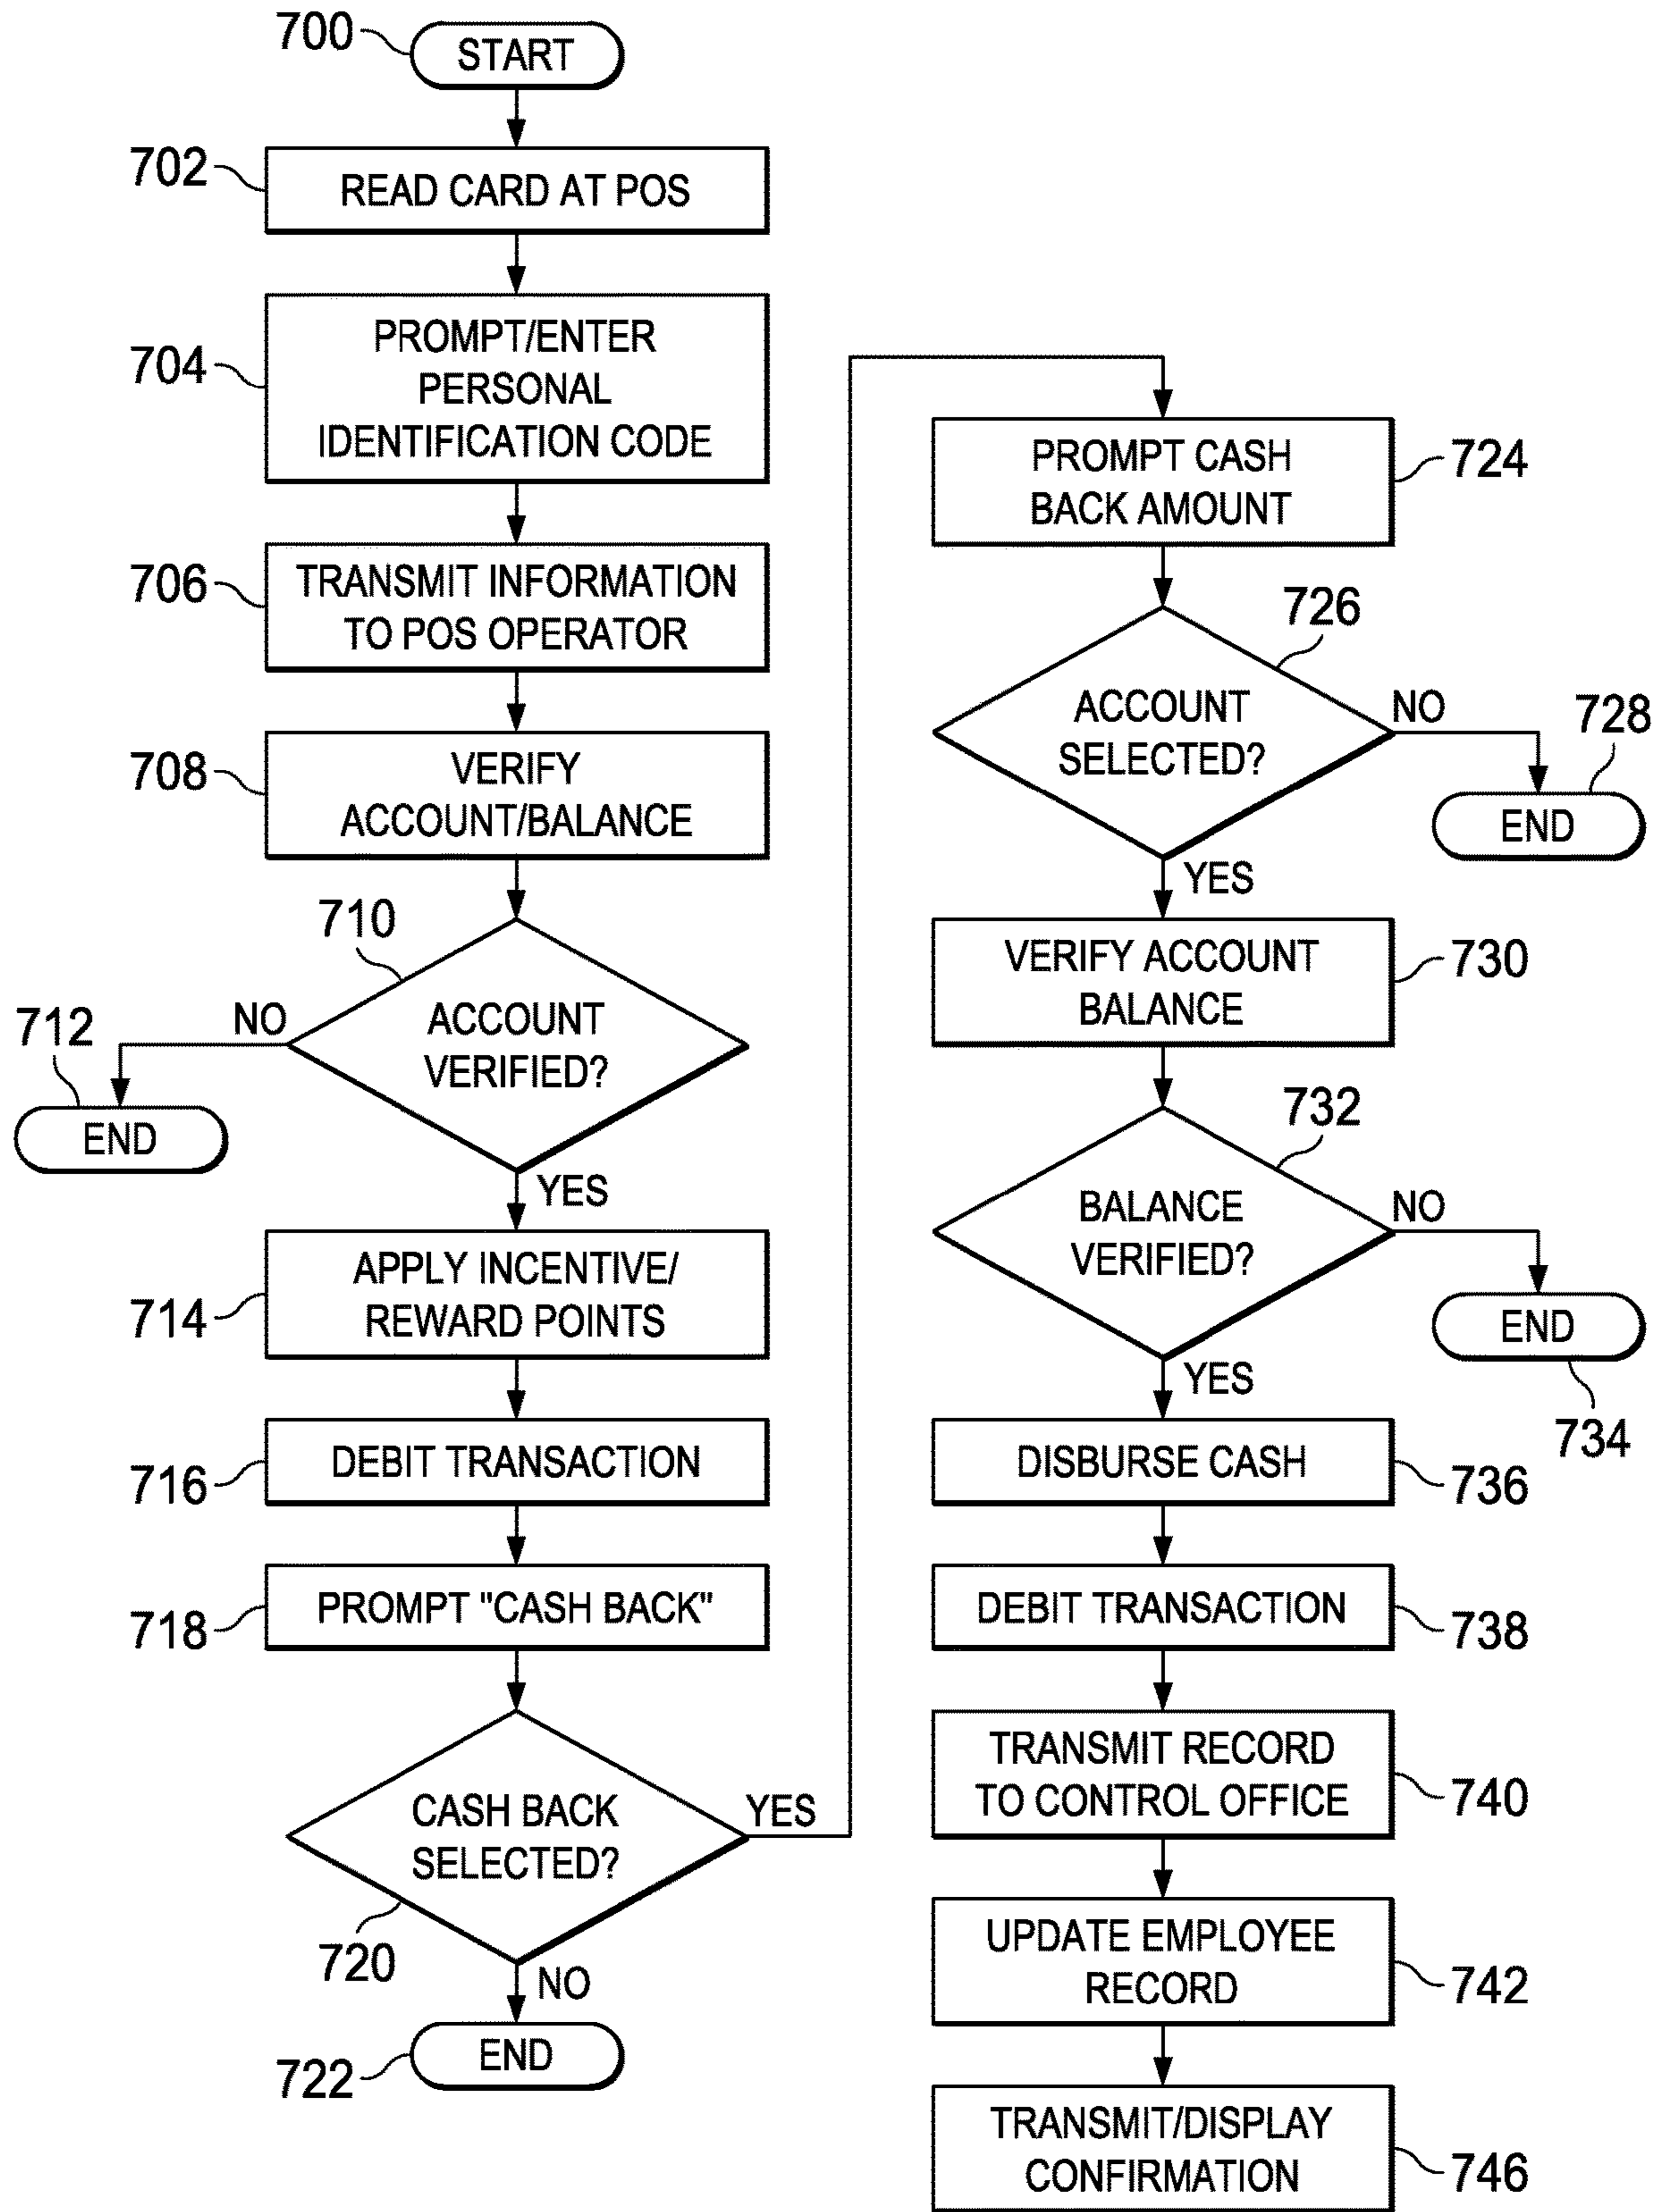 700
START
702
READ CARD AT POS
704
PROMPT/ENTER
PERSONAL
IDENTIFICATION CODE
706
TRANSMIT INFORMATION
TO POS OPERATOR
708
VERIFY
ACCOUNT/BALANCE
710
ACCOUNT
VERIFIED?
NO
712
END
YES
714
APPLY INCENTIVE/
REWARD POINTS
716
DEBIT TRANSACTION
718
PROMPT "CASH BACK"
CASH BACK
SELECTED?
YES
720
NO
722
END
PROMPT CASH
BACK AMOUNT
724
726
ACCOUNT
SELECTED?
NO
728
END
YES
VERIFY ACCOUNT
BALANCE
730
732
BALANCE
VERIFIED?
NO
END
734
YES
DISBURSE CASH
736
DEBIT TRANSACTION
738
TRANSMIT RECORD
TO CONTROL OFFICE
740
UPDATE EMPLOYEE
RECORD
742
TRANSMIT/DISPLAY
CONFIRMATION
746